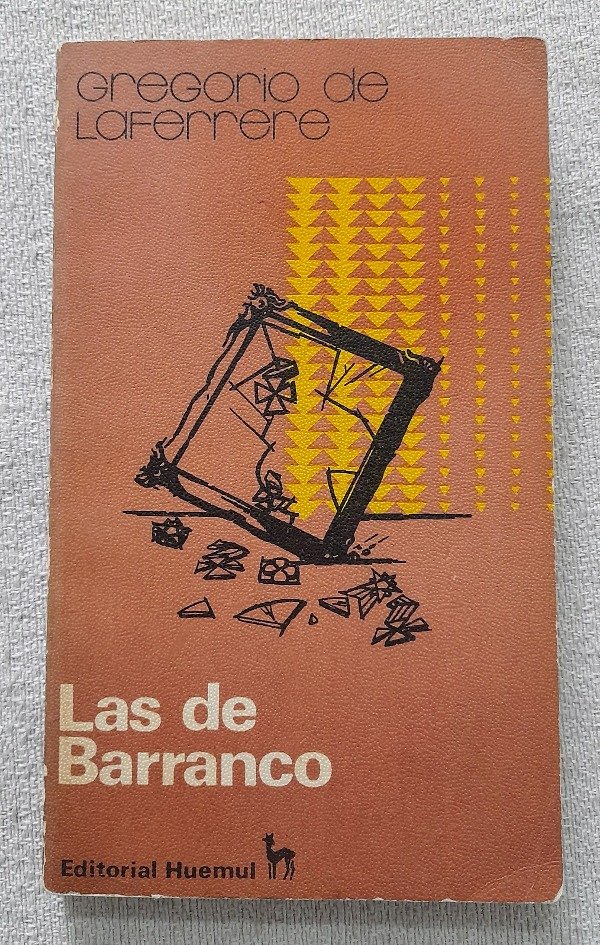 Gregorio de
Laferrere
Las de
Barranco
Editorial Huemul